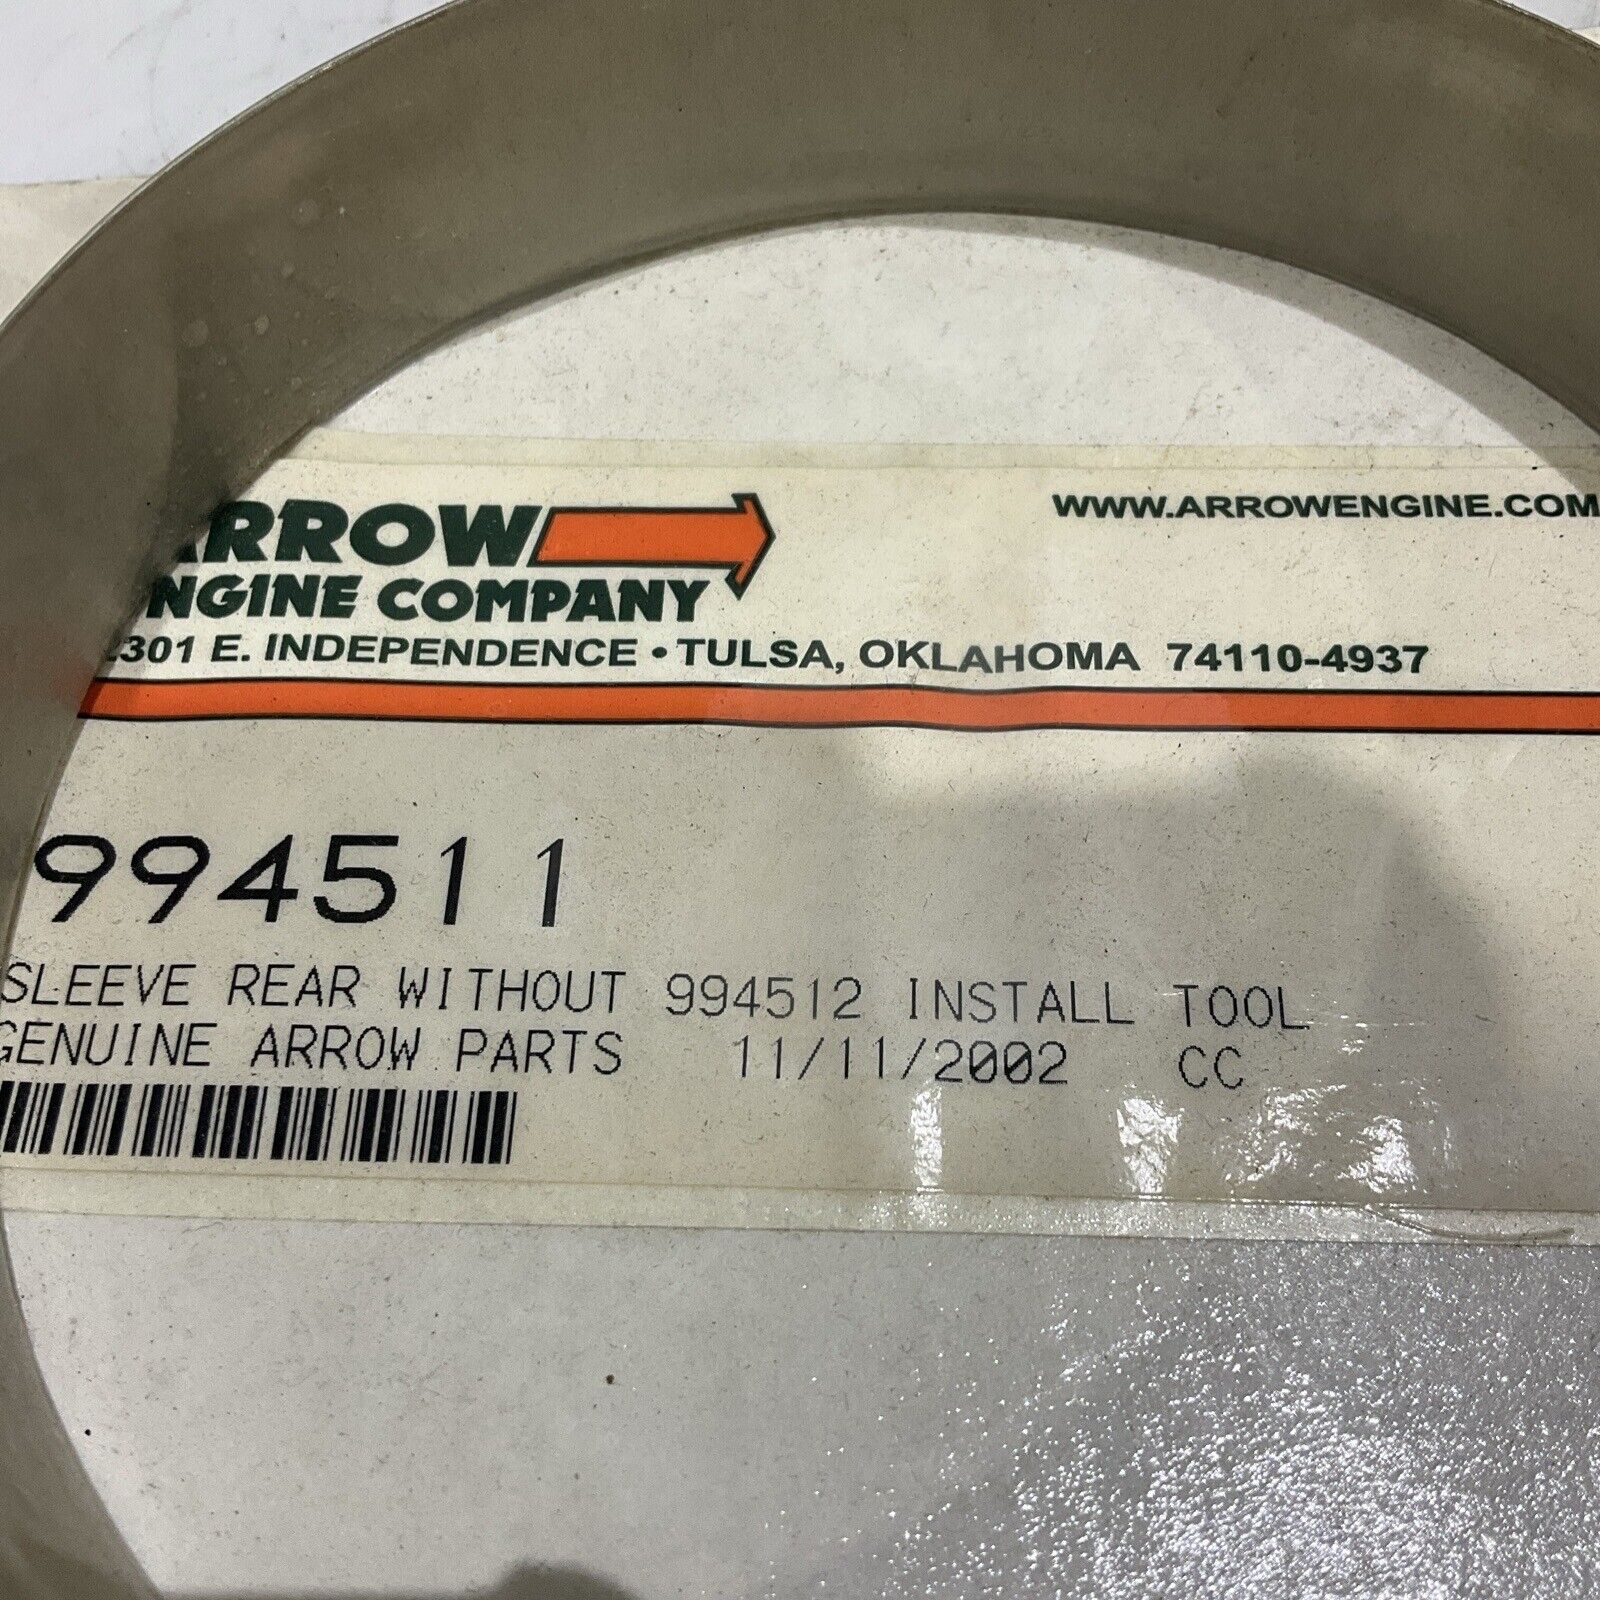 ARROW
WWW.ARROWENGINE.COM
ENGINE COMPANY
2301 E. INDEPENDENCE • TULSA, OKLAHOMA 74110-4937
994511
SLEEVE REAR WITHOUT 994512 INSTALL TOOL
GENUINE ARROW PARTS 11/11/2002 CC